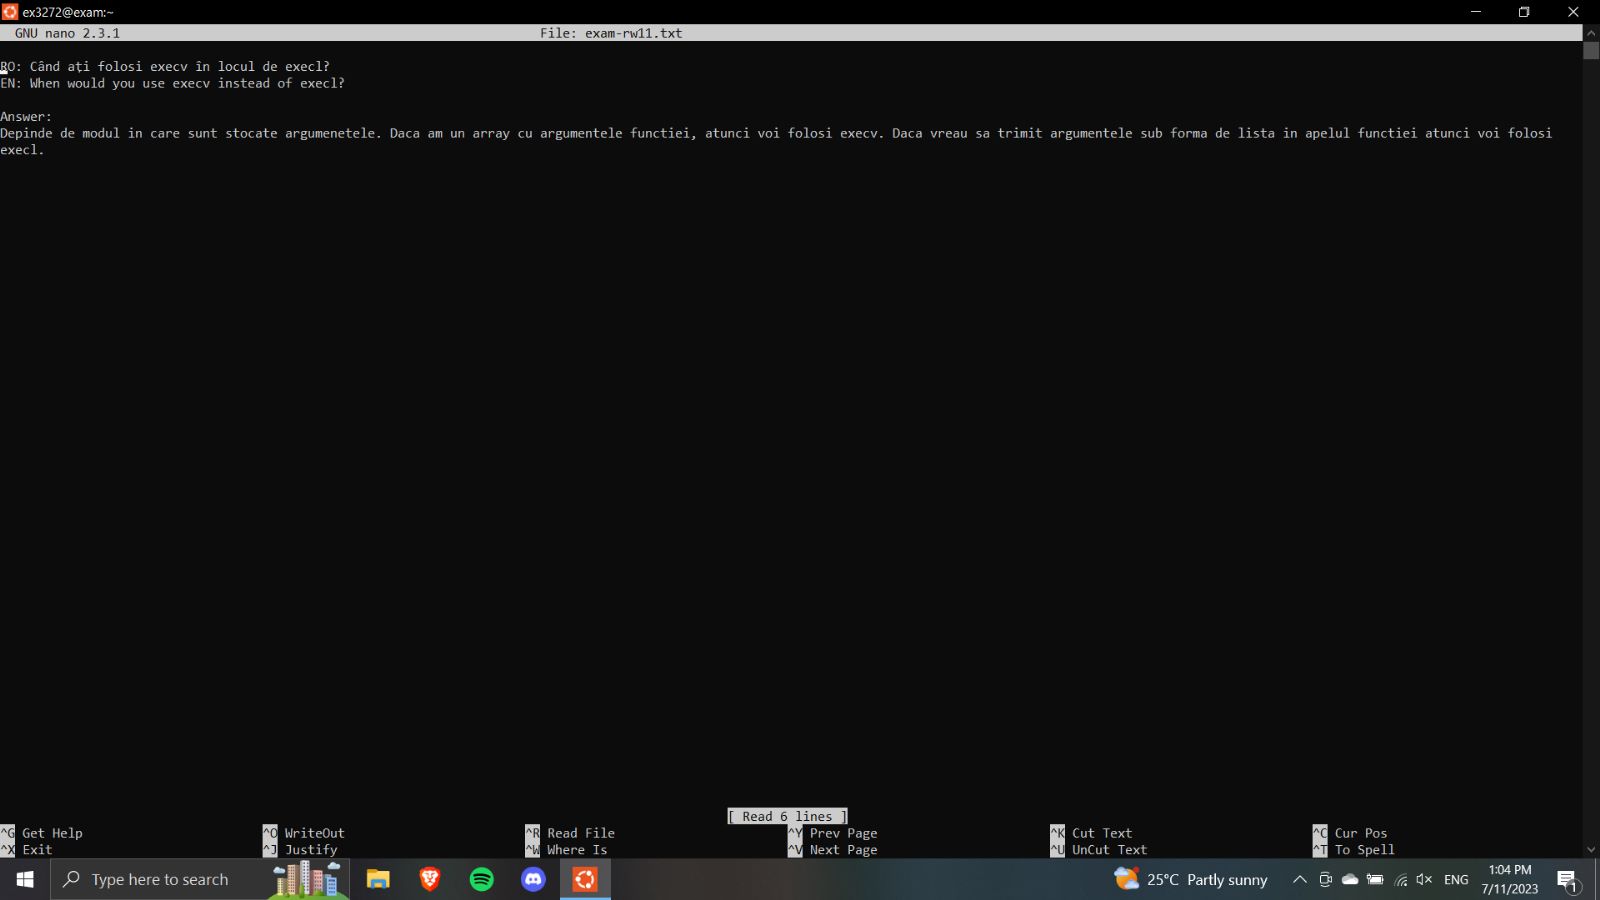 ex3272@exam:~
GNU nano 2.3.1 File: exam-rw11.txt
RO: Când ați folosi execv în locul de execl?
EN: When would you use execv instead of execl?
Answer:
Depinde de modul in care sunt stocate argumenetele. Daca am un array cu argumentele functiei, atunci voi folosi execv. Daca vreau sa trimit argumentele sub forma de lista in apelul functiei atunci voi folosi
execl.
[ Read 6 lines ]
^G Get Help ^O WriteOut ^R Read File ^Y Prev Page ^K Cut Text ^C Cur Pos
^X Exit ^J Justify ^W Where Is ^V Next Page ^U UnCut Text ^T To Spell
Type here to search 25°C Partly sunny ENG 1:04 PM
7/11/2023 1